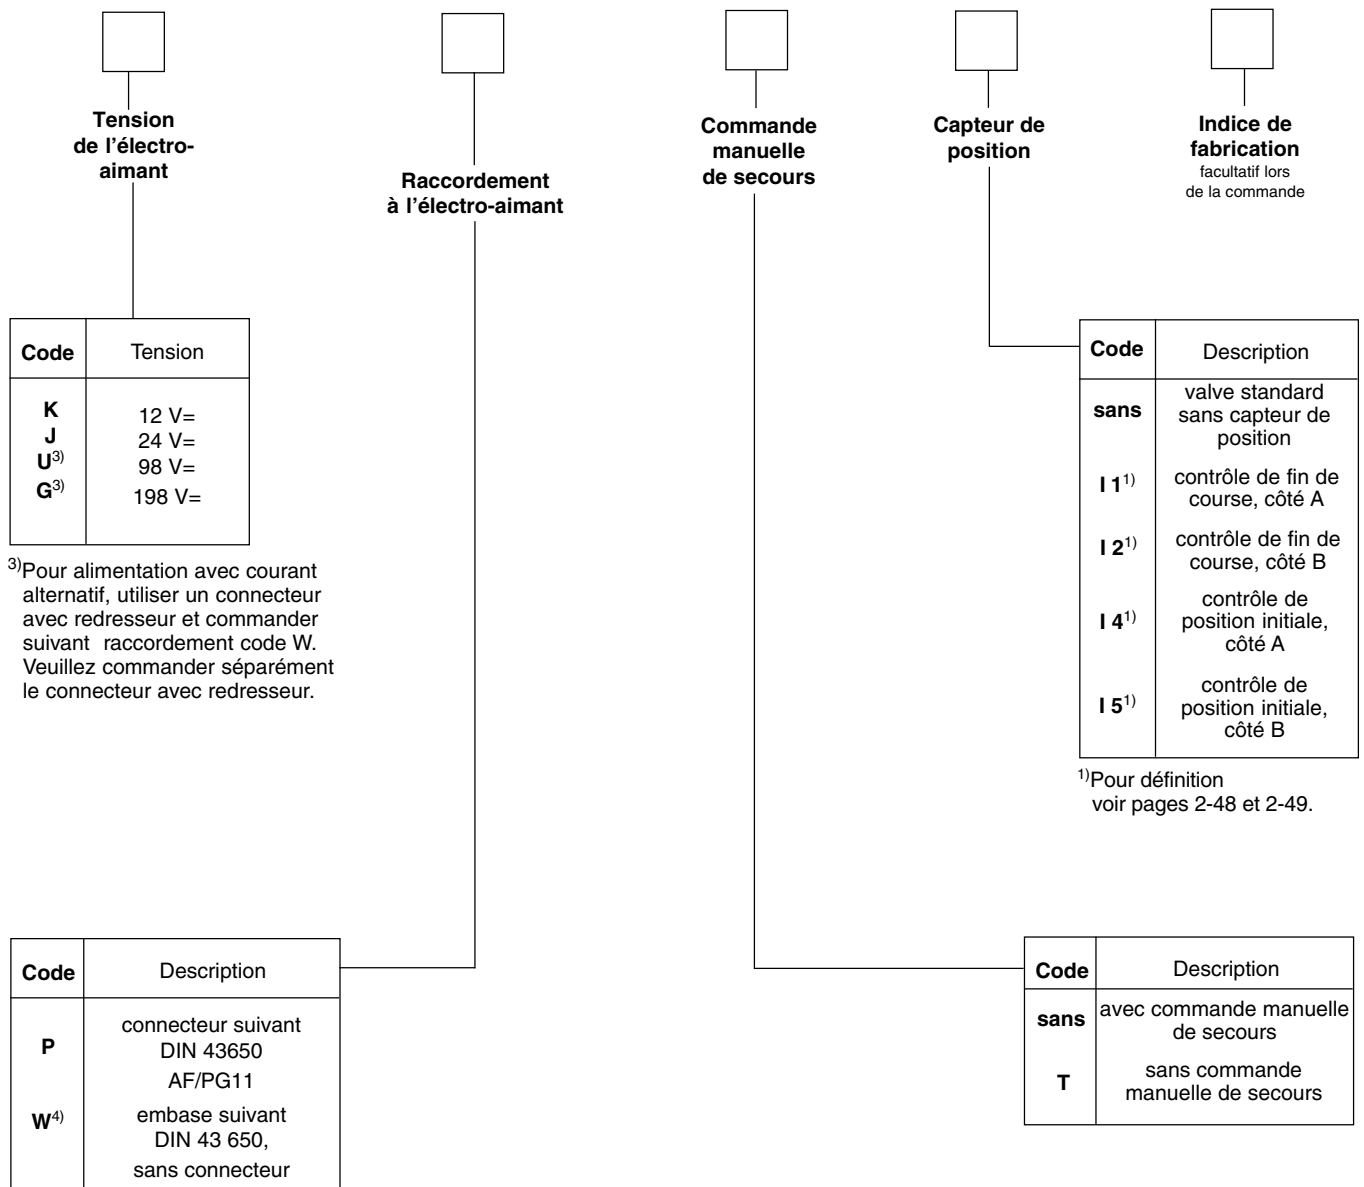 Tension
de l'électro-
aimant
Raccordement
à l'électro-aimant
Commande
manuelle
de secours
Capteur de
position
Indice de
fabrication
facultatif lors
de la commande
Code Tension
K 12 V=
J 24 V=
U3) 98 V=
G3) 198 V=
3)Pour alimentation avec courant
alternatif, utiliser un connecteur
avec redresseur et commander
suivant raccordement code W.
Veuillez commander séparément
le connecteur avec redresseur.
Code Description
valve standard
sans sans capteur de
position
I 11) contrôle de fin de
course, côté A
I 21) contrôle de fin de
course, côté B
contrôle de
I 41) position initiale,
côté A
contrôle de
I 51) position initiale,
côté B
1)Pour définition
voir pages 2-48 et 2-49.
Code Description
connecteur suivant
P DIN 43650
AF/PG11
W4) embase suivant
DIN 43 650,
sans connecteur
Code Description
sans avec commande manuelle
de secours
T sans commande
manuelle de secours